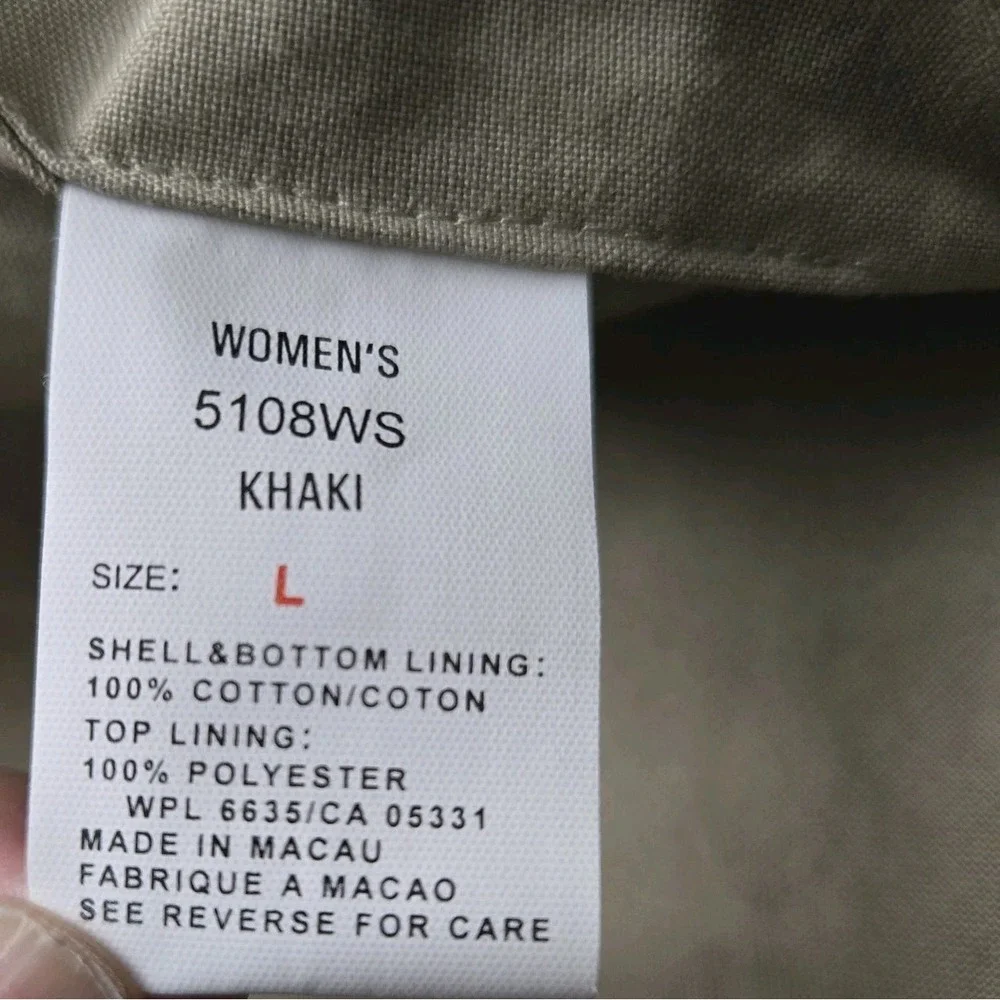 WOMEN'S
5108WS
KHAKI
SIZE: L
SHELL&BOTTOM LINING:
100% COTTON/COTON
TOP LINING:
100% POLYESTER
WPL 6635/CA 05331
MADE IN MACAU
FABRIQUE A MACAO
SEE REVERSE FOR CARE